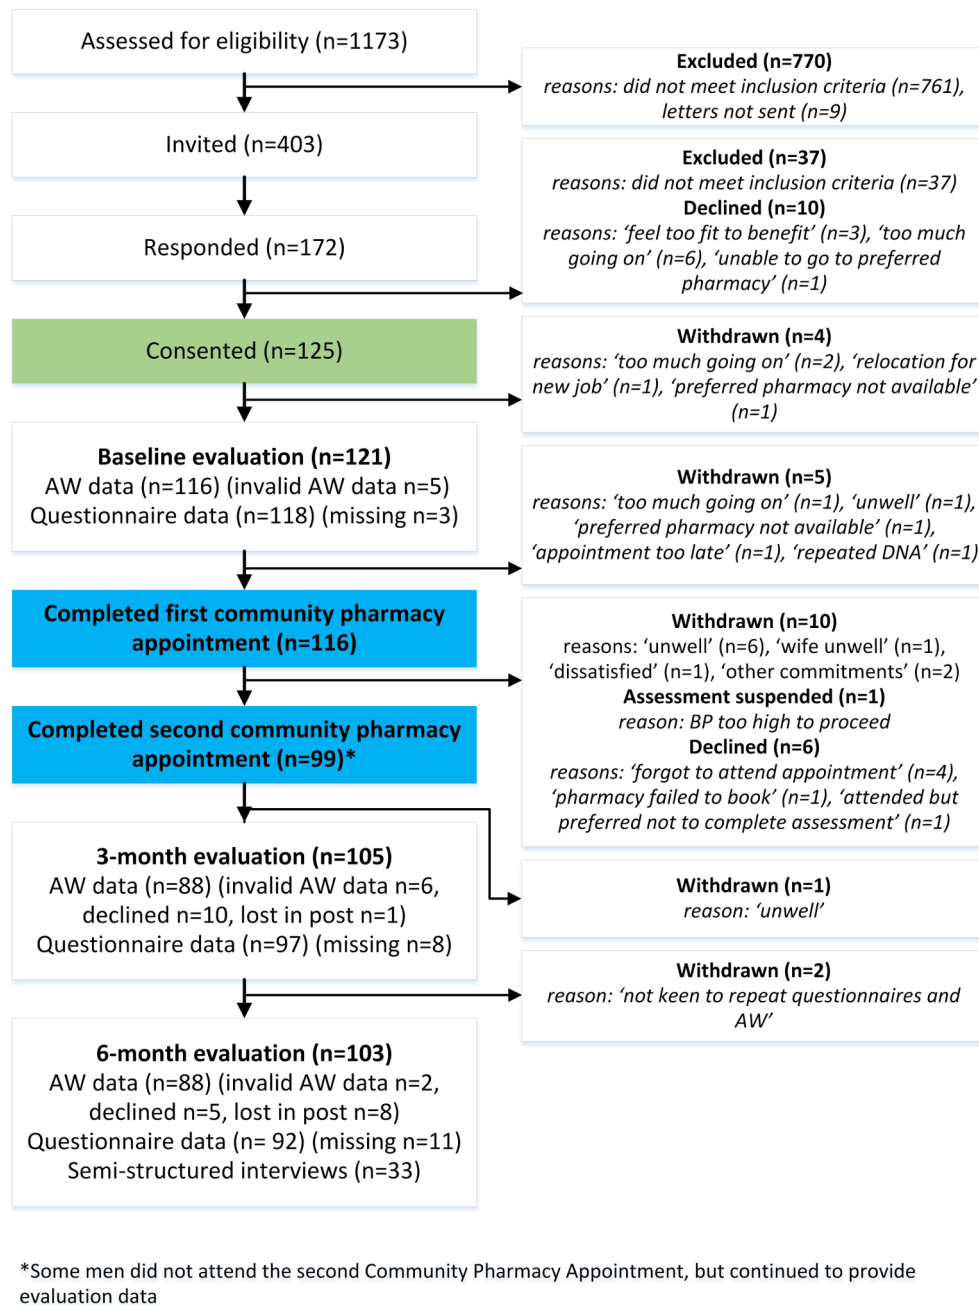 Assessed for eligibility (n=1173)
Excluded (n=770)
reasons: did not meet inclusion criteria (n=761),
letters not sent (n=9)
Invited (n=403)
Responded (n=172)
Excluded (n=37)
reasons: did not meet inclusion criteria (n=37)
Declined (n=10)
reasons: ‘feel too fit to benefit’ (n=3), ‘too much
going on’ (n=6), ‘unable to go to preferred
pharmacy’ (n=1)
Consented (n=125)
Withdrawn (n=4)
reasons: ‘too much going on’ (n=2), ‘relocation for
new job’ (n=1), ‘preferred pharmacy not available’
(n=1)
Baseline evaluation (n=121)
AW data (n=116) (invalid AW data n=5)
Questionnaire data (n=118) (missing n=3)
Withdrawn (n=5)
reasons: ‘too much going on’ (n=1), ‘unwell’ (n=1),
‘preferred pharmacy not available’ (n=1),
‘appointment too late’ (n=1), ‘repeated DNA’ (n=1)
Completed first community pharmacy
appointment (n=116)
Withdrawn (n=10)
reasons: ‘unwell’ (n=6), ‘wife unwell’ (n=1),
‘dissatisfied’ (n=1), ‘other commitments’ (n=2)
Assessment suspended (n=1)
reason: BP too high to proceed
Declined (n=6)
reasons: ‘forgot to attend appointment’ (n=4),
‘pharmacy failed to book’ (n=1), ‘attended but
preferred not to complete assessment’ (n=1)
Completed second community pharmacy
appointment (n=99)*
Withdrawn (n=1)
reason: ‘unwell’
3-month evaluation (n=105)
AW data (n=88) (invalid AW data n=6,
declined n=10, lost in post n=1)
Questionnaire data (n=97) (missing n=8)
Withdrawn (n=2)
reason: ‘not keen to repeat questionnaires and
AW’
6-month evaluation (n=103)
AW data (n=88) (invalid AW data n=2,
declined n=5, lost in post n=8)
Questionnaire data (n= 92) (missing n=11)
Semi-structured interviews (n=33)
*Some men did not attend the second Community Pharmacy Appointment, but continued to provide
evaluation data